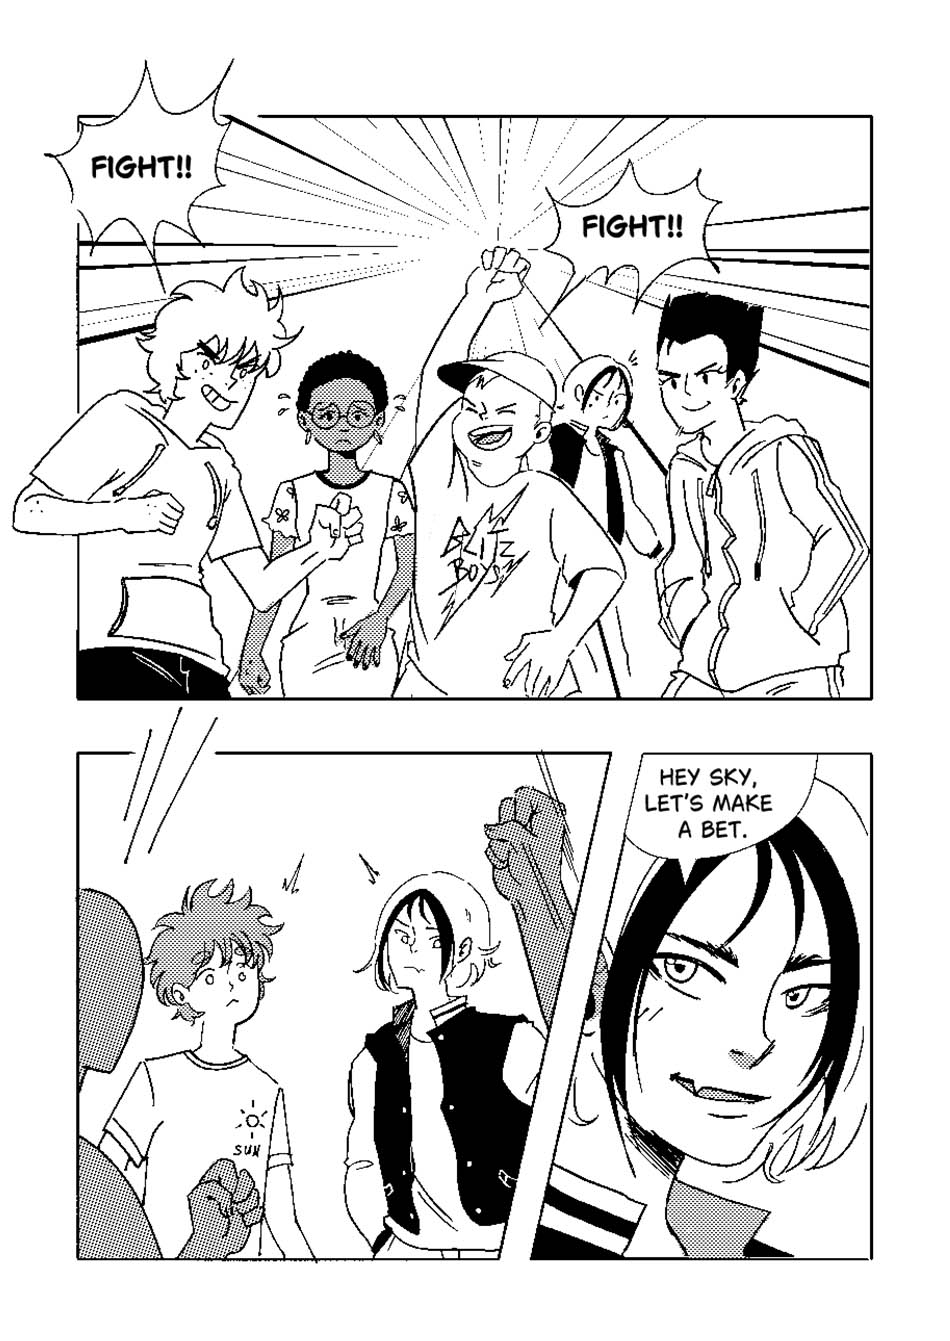 FIGHT!!
FIGHT!!
BLITZ
BOYS
SUN
HEY SKY,
LET'S MAKE
A BET.